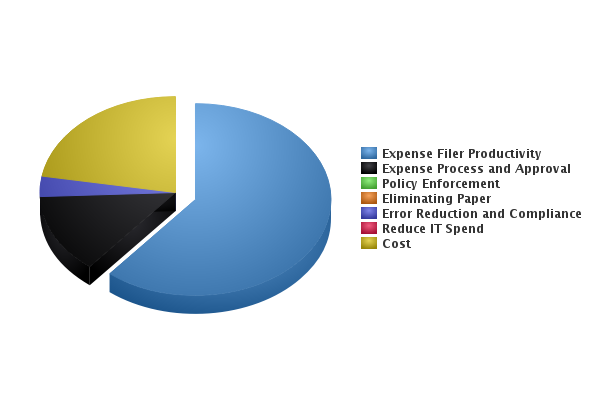 Expense Filer Productivity
Expense Process and Approval
Policy Enforcement
Eliminating Paper
Error Reduction and Compliance
Reduce IT Spend
Cost